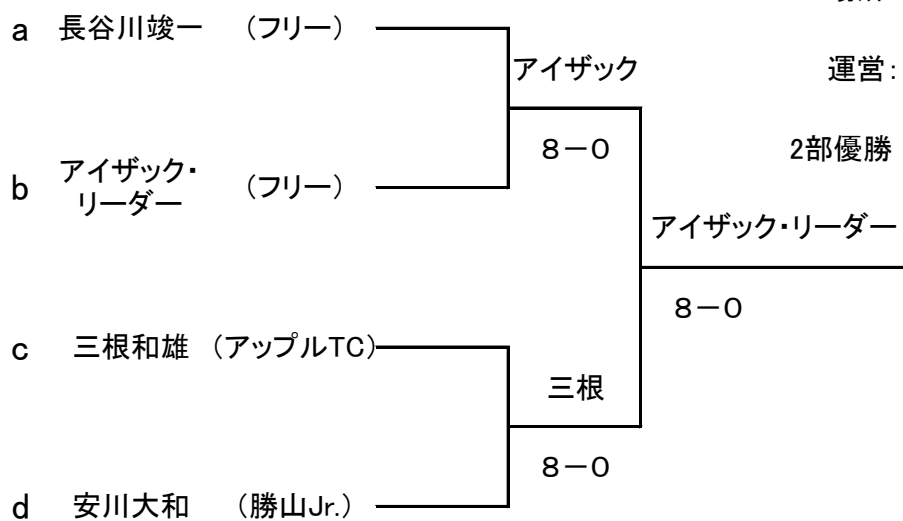 a 長谷川竣一 （フリー）
アイザック
運営：
8－0
2部優勝
b アイザック・
リーダー （フリー）
アイザック・リーダー
8－0
c 三根和雄 （アップルTC）
三根
8－0
d 安川大和 （勝山Jr.）